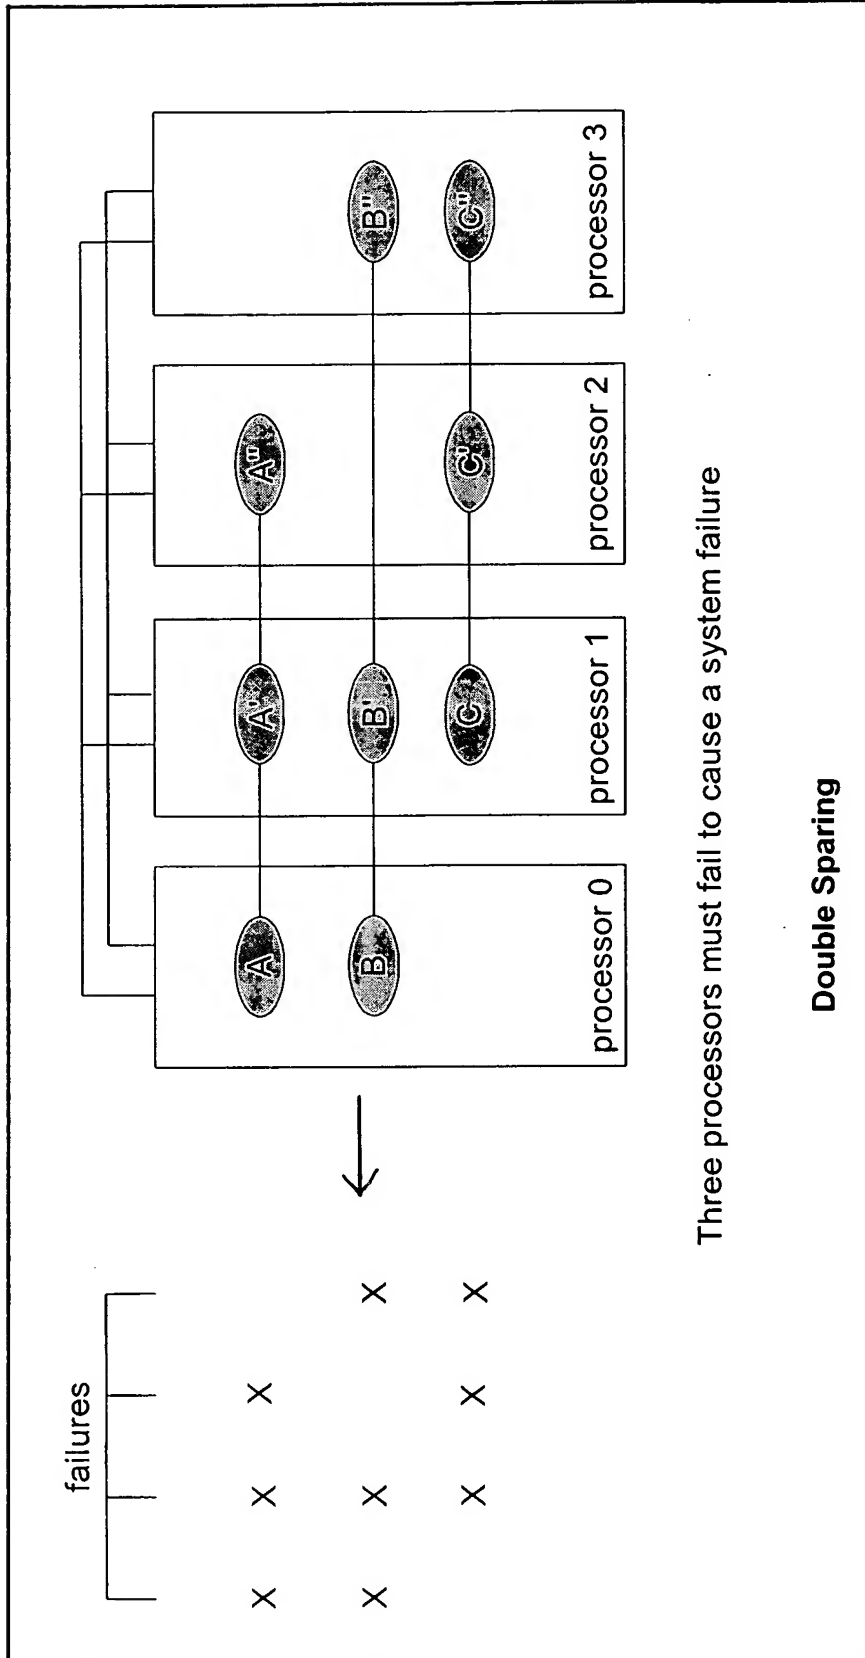 failures
X X X
X X X
X X X
A A' A"
B B' B"
C C' C"
processor 0
processor 1
processor 2
processor 3
Three processors must fail to cause a system failure
Double Sparing